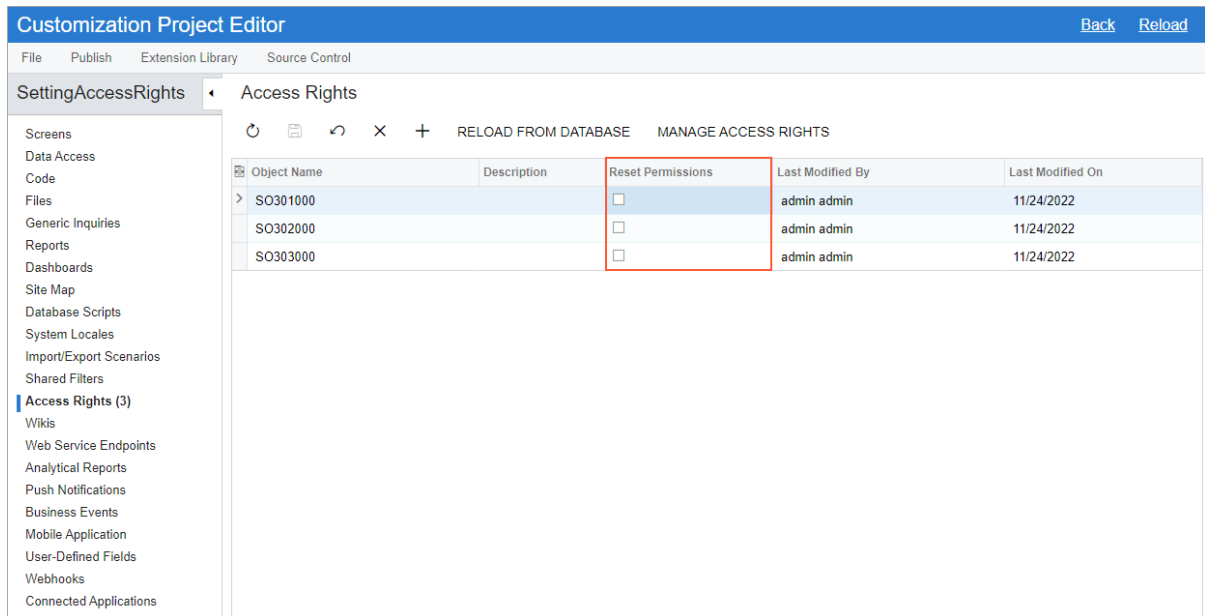 Customization Project Editor Back Reload
File Publish Extension Library Source Control
SettingAccessRights Access Rights
RELOAD FROM DATABASE MANAGE ACCESS RIGHTS
Screens
Data Access
Code
Files
Generic Inquiries
Reports
Dashboards
Site Map
Database Scripts
System Locales
Import/Export Scenarios
Shared Filters
Access Rights (3)
Wikis
Web Service Endpoints
Analytical Reports
Push Notifications
Business Events
Mobile Application
User-Defined Fields
Webhooks
Connected Applications
Object Name Description Reset Permissions Last Modified By Last Modified On
SO301000 admin admin 11/24/2022
SO302000 admin admin 11/24/2022
SO303000 admin admin 11/24/2022